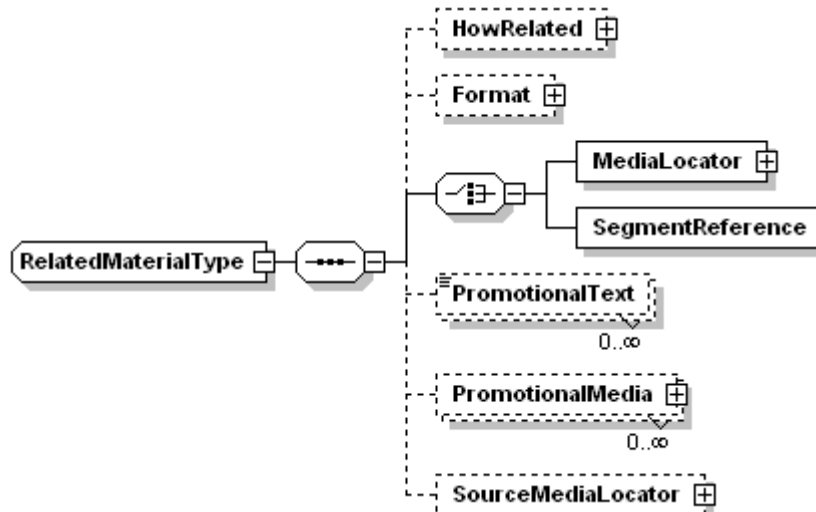 HowRelated
Format
MediaLocator
SegmentReference
RelatedMaterialType
PromotionalText
0..∞
PromotionalMedia
0..∞
SourceMediaLocator